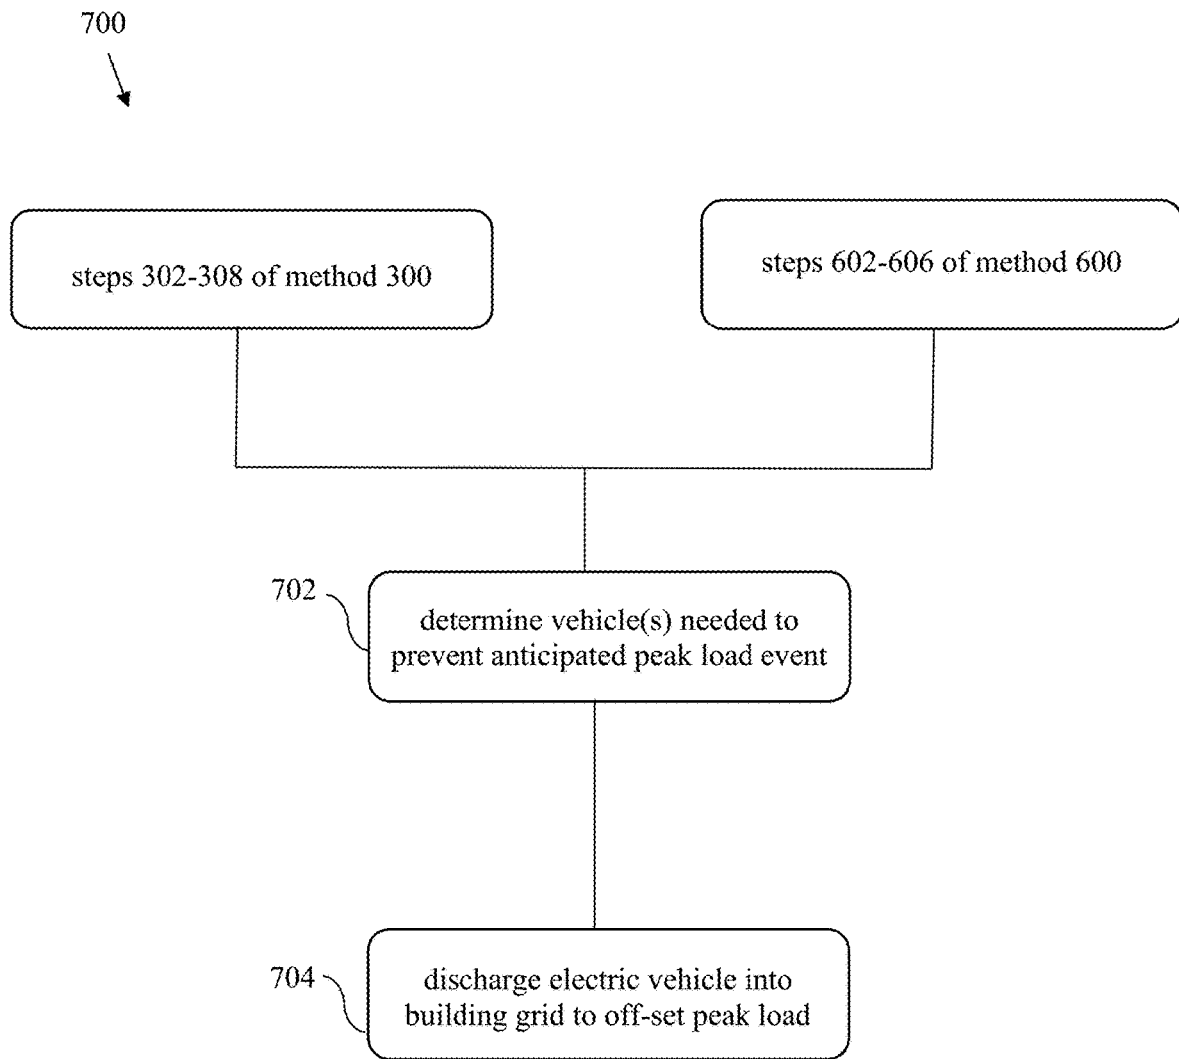 700
steps 302-308 of method 300
steps 602-606 of method 600
702
determine vehicle(s) needed to
prevent anticipated peak load event
704
discharge electric vehicle into
building grid to off-set peak load